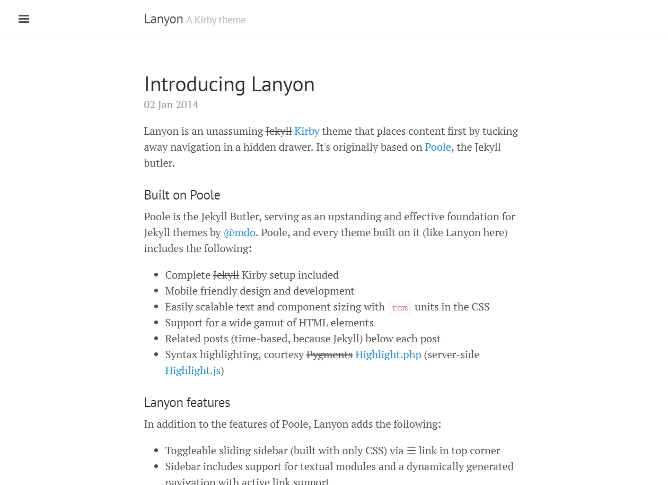 Lanyon A Kirby theme
Introducing Lanyon
02 Jan 2014
Lanyon is an unassuming Jekyll Kirby theme that places content first by tucking
away navigation in a hidden drawer. It's originally based on Poole, the Jekyll
butler.
Built on Poole
Poole is the Jekyll Butler, serving as an upstanding and effective foundation for
Jekyll themes by @mdo. Poole, and every theme built on it (like Lanyon here)
includes the following:
• Complete Jekyll Kirby setup included
• Mobile friendly design and development
• Easily scalable text and component sizing with rem units in the CSS
• Support for a wide gamut of HTML elements
• Related posts (time-based, because Jekyll) below each post
• Syntax highlighting, courtesy Pygments Highlight.php (server-side
Highlight.js)
Lanyon features
In addition to the features of Poole, Lanyon adds the following:
• Toggleable sliding sidebar (built with only CSS) via ☰ link in top corner
• Sidebar includes support for textual modules and a dynamically generated
navigation with active link support